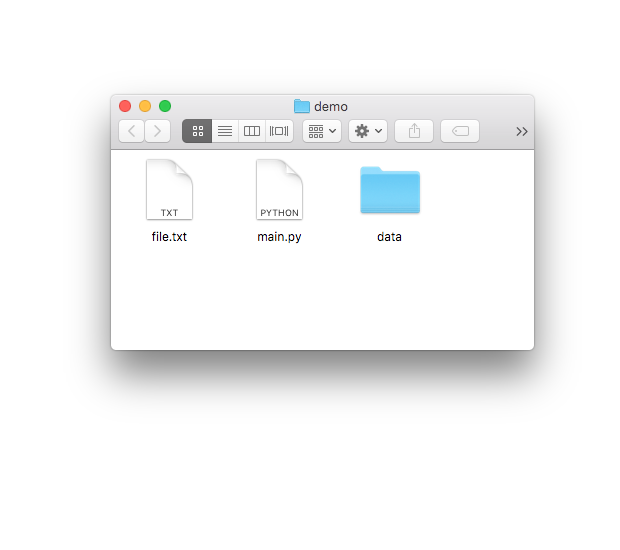 demo
TXT
PYTHON
file.txt
main.py
data